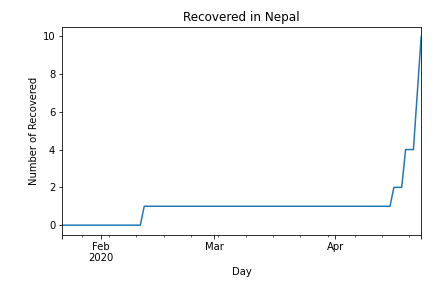 Recovered in Nepal
Number of Recovered
10
8
6
4
2
0
Feb
2020
Mar
Apr
Day